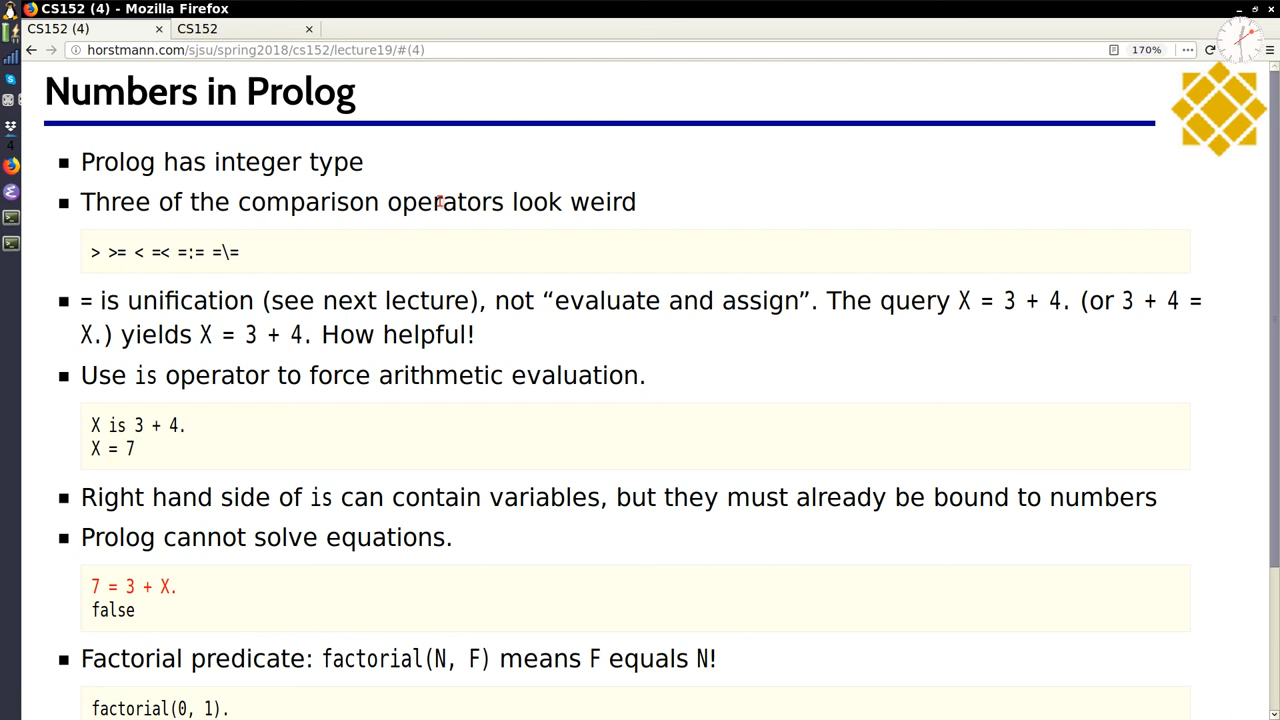 CS152 (4) - Mozilla Firefox
CS152 (4) × CS152 ×
horstmann.com/sjsu/spring2018/cs152/lecture19/#(4) 170%
Numbers in Prolog
▪ Prolog has integer type
▪ Three of the comparison operators look weird
> >= < =< =:= =\=
▪ = is unification (see next lecture), not “evaluate and assign”. The query X = 3 + 4. (or 3 + 4 =
X.) yields X = 3 + 4. How helpful!
▪ Use is operator to force arithmetic evaluation.
X is 3 + 4.
X = 7
▪ Right hand side of is can contain variables, but they must already be bound to numbers
▪ Prolog cannot solve equations.
7 = 3 + X.
false
▪ Factorial predicate: factorial(N, F) means F equals N!
factorial(0, 1).
4